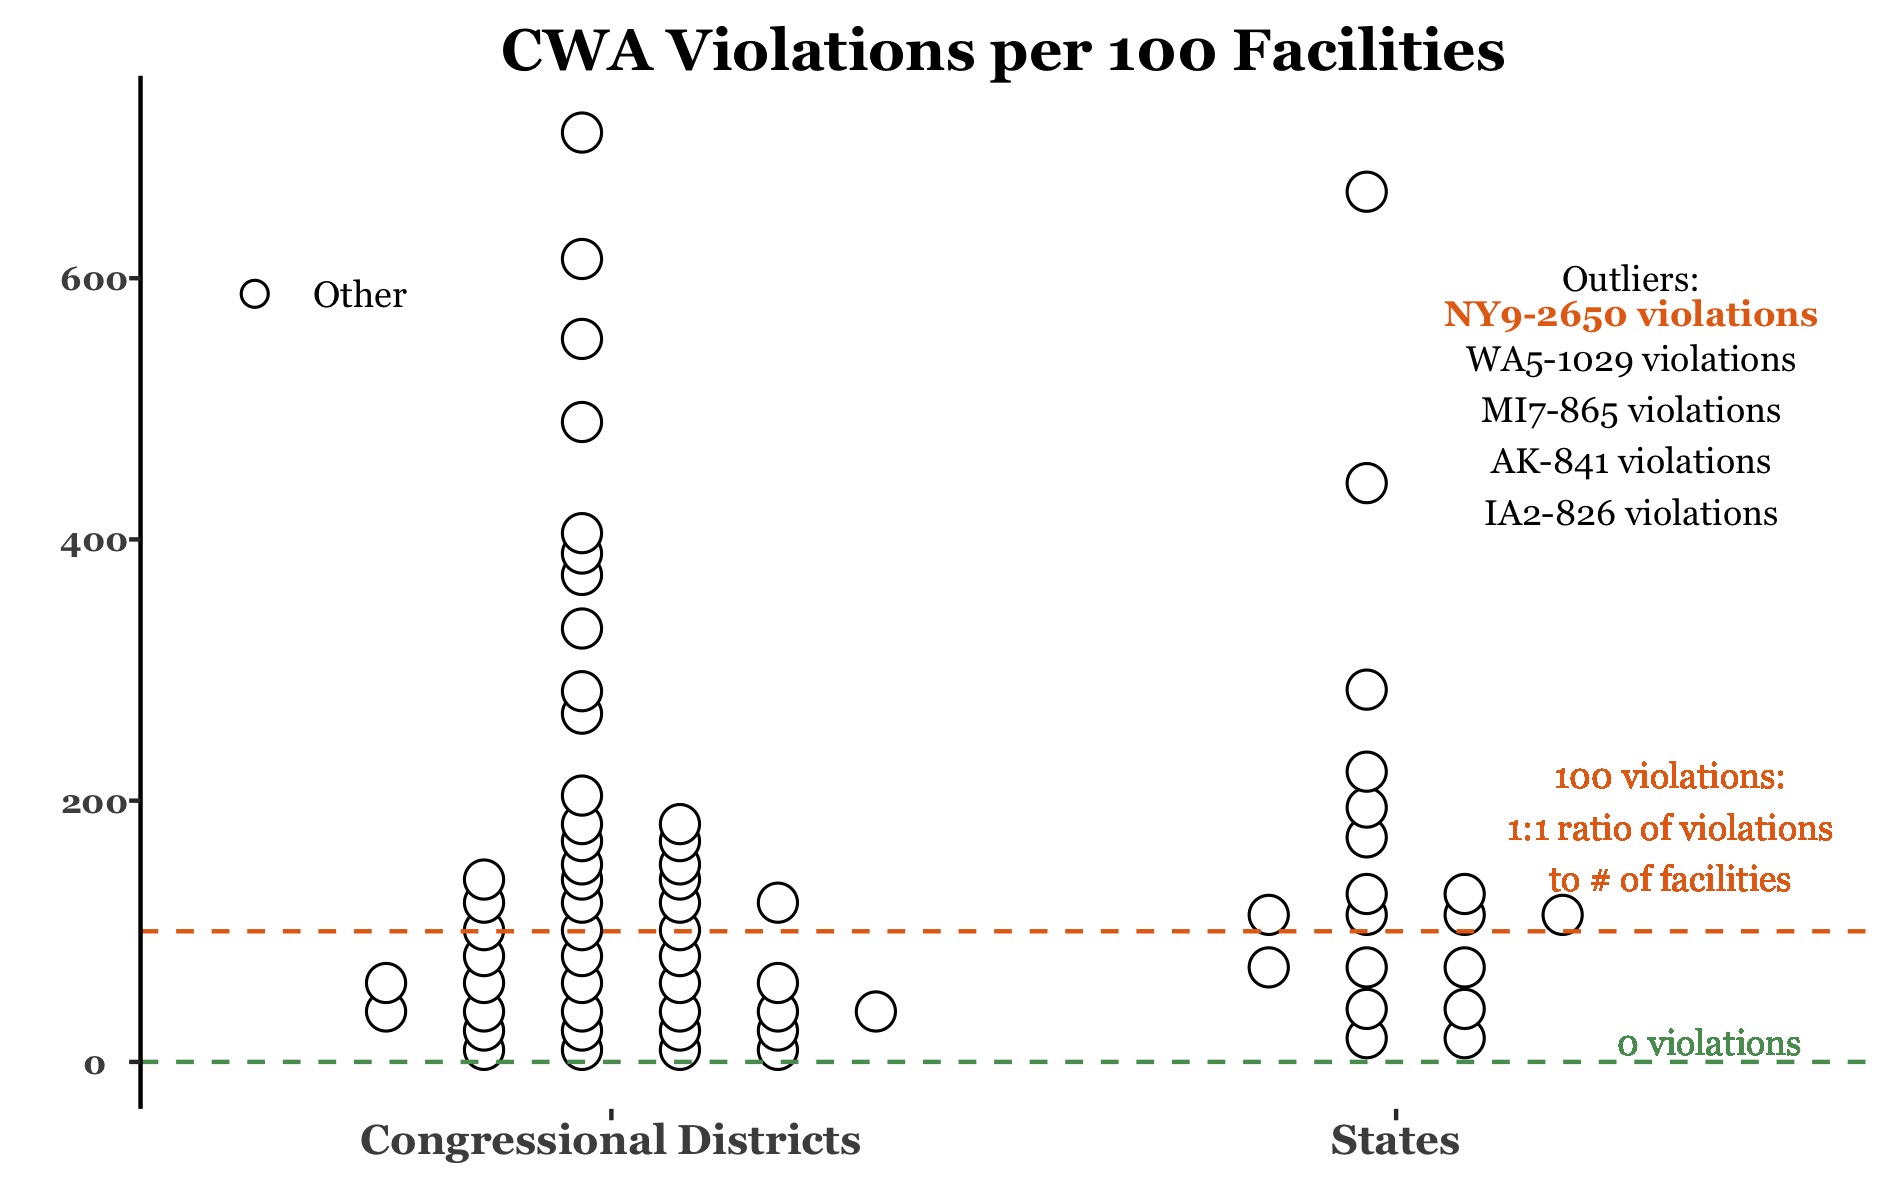 CWA Violations per 100 Facilities
600
Other
Outliers:
NY9-2650 violations
WA5-1029 violations
MI7-865 violations
AK-841 violations
IA2-826 violations
400
200
100 violations:
1:1 ratio of violations
to # of facilities
0 violations
0
Congressional Districts
States